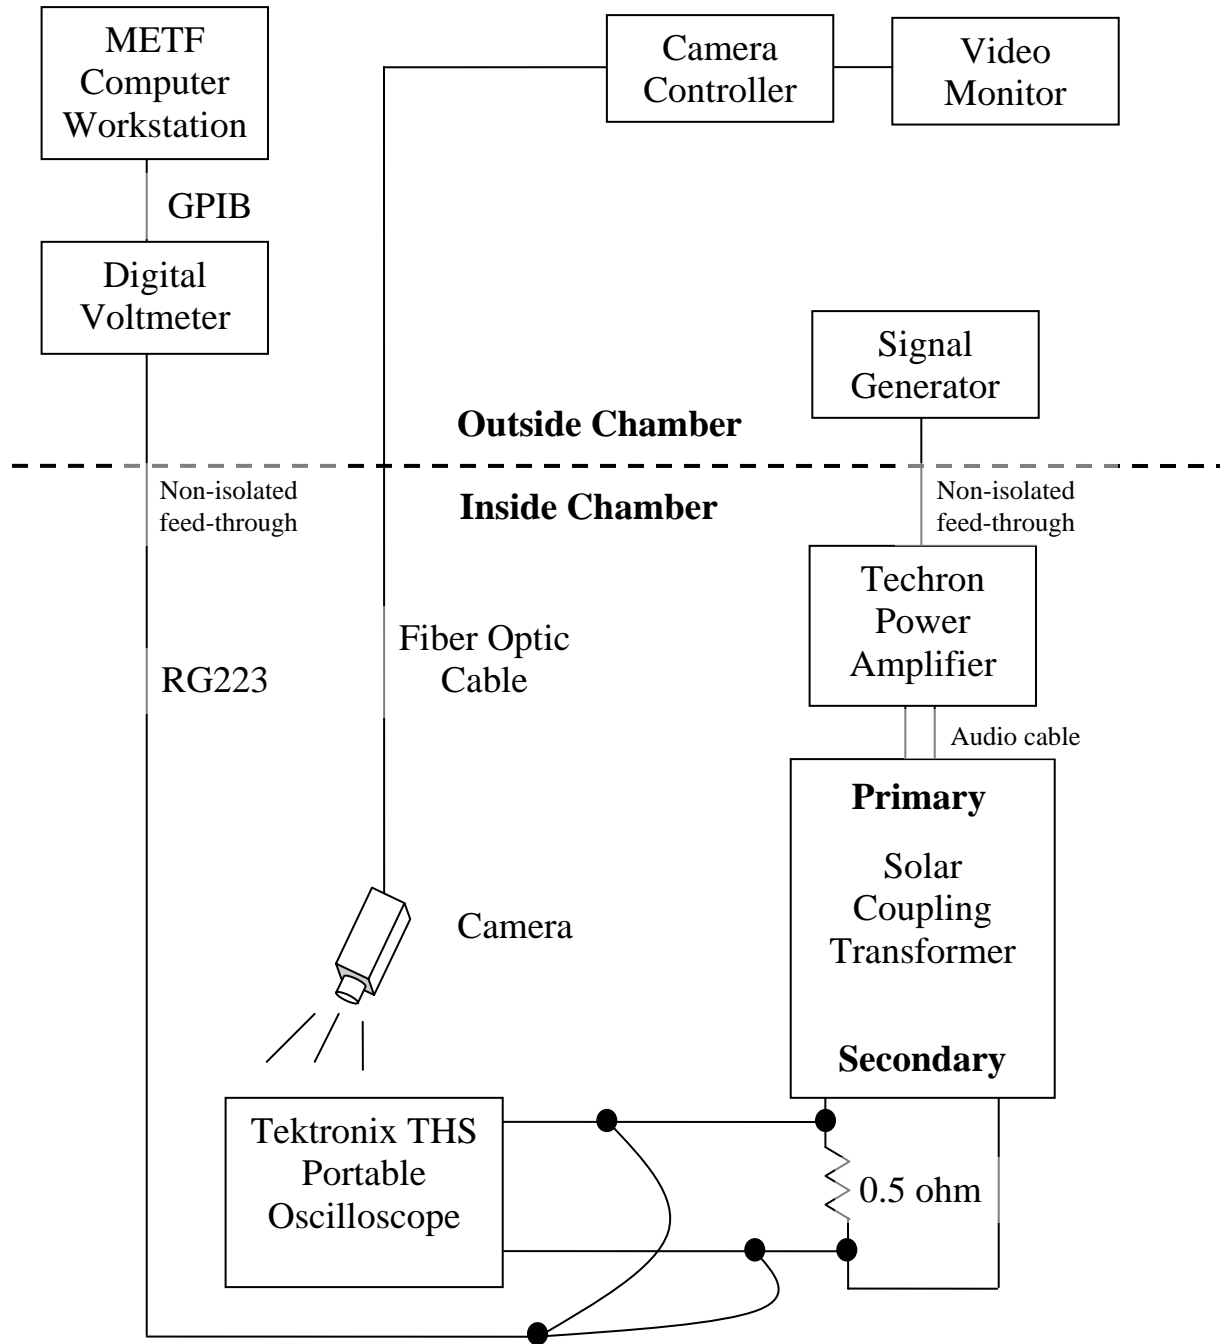 METF
Computer
Workstation
Camera
Controller
Video
Monitor
GPIB
Digital
Voltmeter
Signal
Generator
Outside Chamber
Non-isolated
feed-through
Inside Chamber
Non-isolated
feed-through
Techron
Power
Amplifier
Fiber Optic
Cable
RG223
Audio cable
Primary
Solar
Coupling
Transformer
Camera
Secondary
Tektronix THS
Portable
Oscilloscope
0.5 ohm